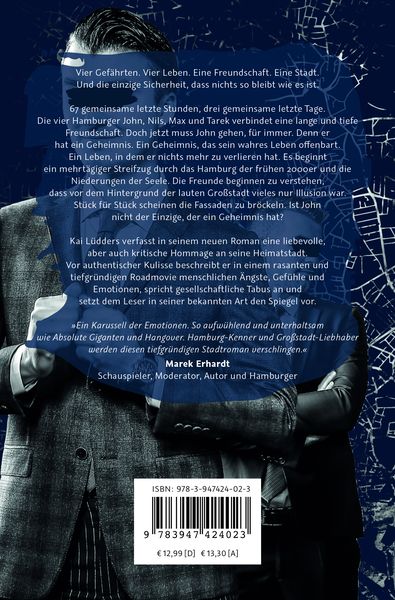 Vier Gefährten. Vier Leben. Eine Freundschaft. Eine Stadt.
Und die einzige Sicherheit, dass nichts so bleibt wie es ist.
67 gemeinsame letzte Stunden, drei gemeinsame letzte Tage.
Die vier Hamburger John, Nils, Max und Tarek verbindet eine lange und tiefe
Freundschaft. Doch jetzt muss John gehen, für immer. Denn er
hat ein Geheimnis. Ein Geheimnis, das sein wahres Leben offenbart.
Ein Leben, in dem er nichts mehr zu verlieren hat. Es beginnt
ein mehrtägiger Streifzug durch das Hamburg der frühen 2000er und die
Niederungen der Seele. Die Freunde beginnen zu verstehen,
dass vor dem Hintergrund der lauten Großstadt vieles nur Illusion war.
Stück für Stück scheinen die Fassaden zu bröckeln. Ist John
nicht der Einzige, der ein Geheimnis hat?
Kai Lüdders verfasst in seinem neuen Roman eine liebevolle,
aber auch kritische Hommage an seine Heimatstadt.
Vor authentischer Kulisse beschreibt er in einem rasanten und
tiefgründigen Roadmovie menschlichen Ängste, Gefühle und
Emotionen, spricht gesellschaftliche Tabus an und
setzt dem Leser in seiner bekannten Art den Spiegel vor.
»Ein Karussell der Emotionen. So aufwühlend und unterhaltsam
wie Absolute Giganten und Hangover. Hamburg-Kenner und Großstadt-Liebhaber
werden diesen tiefgründigen Stadtroman verschlingen.«
Marek Erhardt
Schauspieler, Moderator, Autor und Hamburger
ISBN: 978-3-947424-02-3
9 783947 424023
€ 12,99 [D] € 13,30 [A]